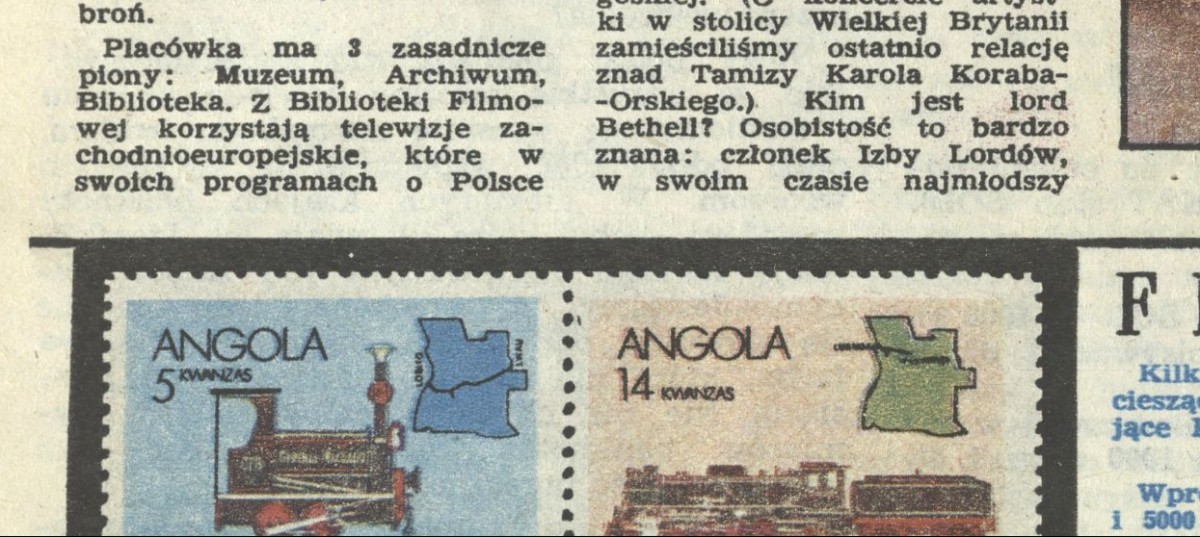 broń.
Placówka ma 3 zasadnicze
piony: Muzeum, Archiwum,
Biblioteka. Z Biblioteki Filmo-
wej korzystają telewizje za-
chodnioeuropejskie, które w
swoich programach o Polsce
ki w stolicy Wielkiej Brytanii
zamieściliśmy ostatnio relację
znad Tamizy Karola Koraba-
-Orskiego.) Kim jest lord
Bethell? Osobistość to bardzo
znana: członek Izby Lordów,
w swoim czasie najmłodszy
ANGOLA
5 KWANZAS
ANGOLA
14 KWANZAS
F
Kilk
ciesząc
jące
Wpr
i 5000